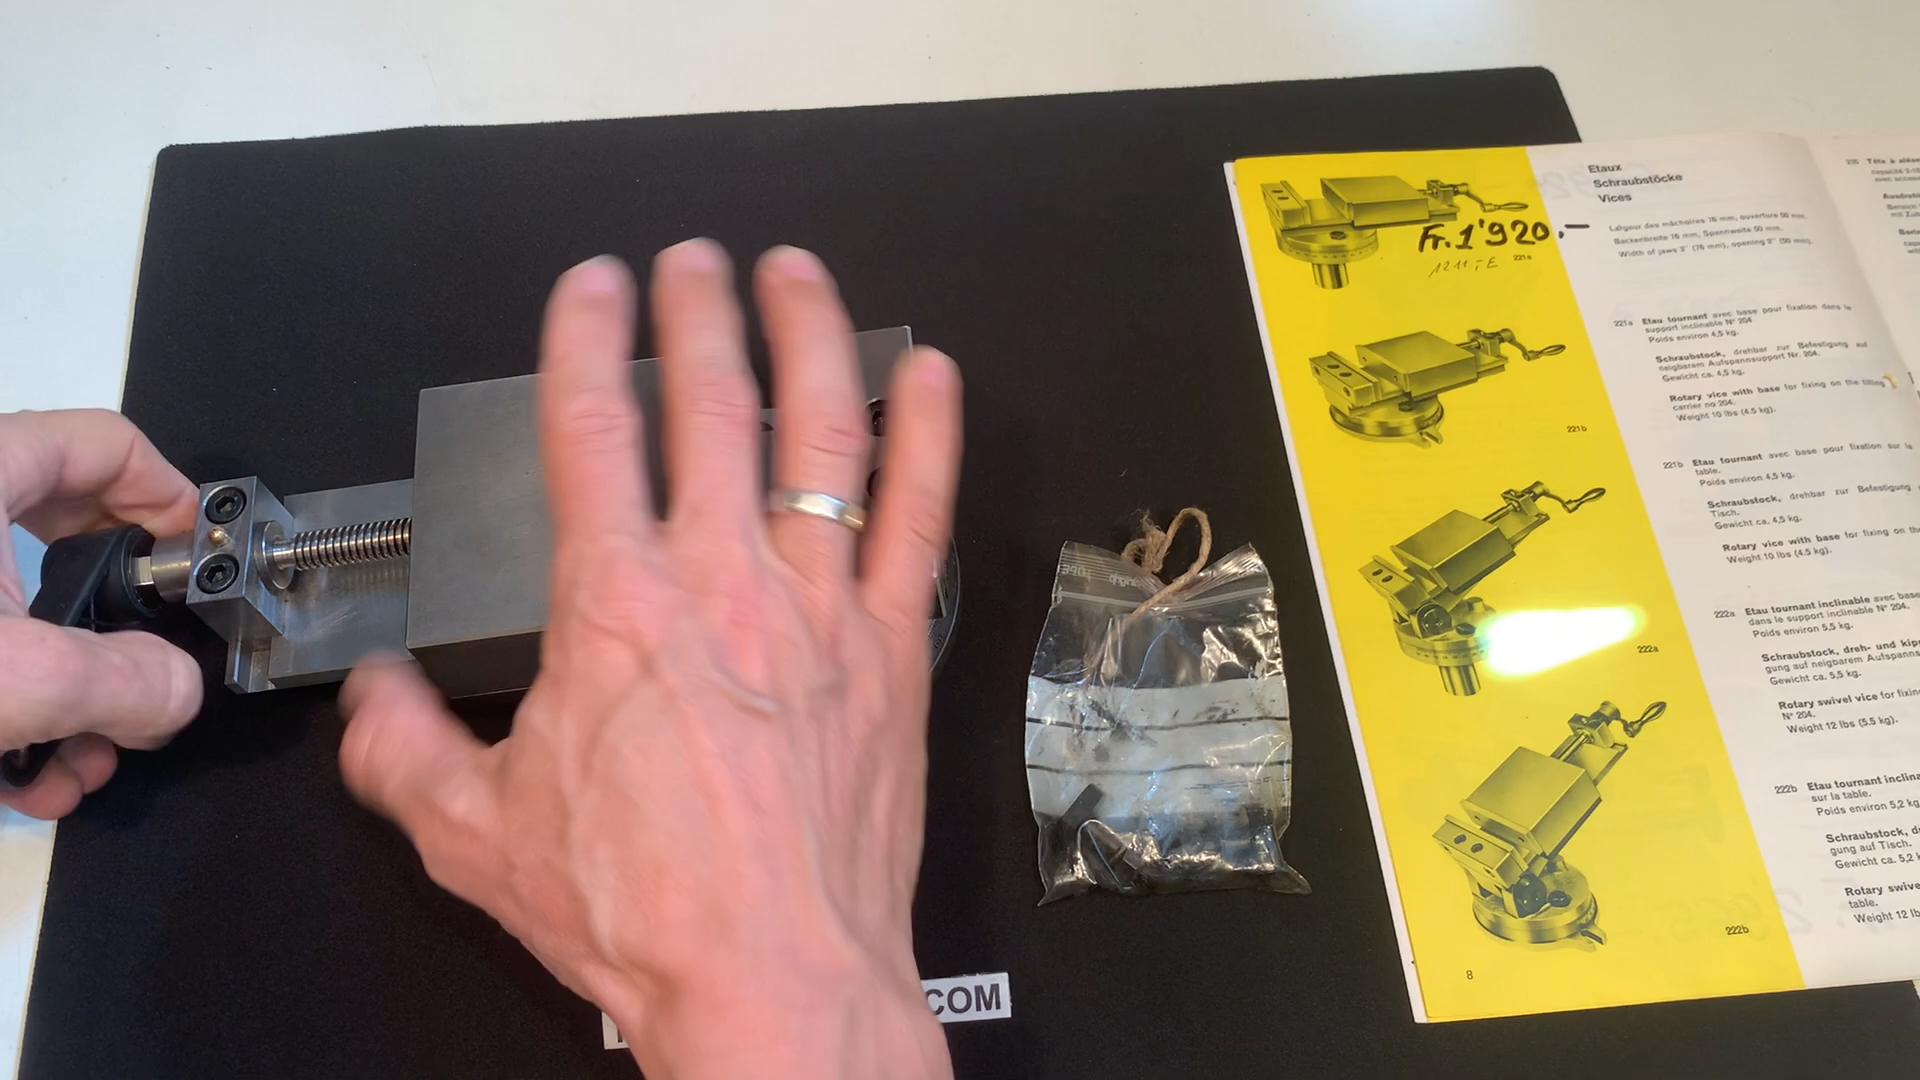 Etaux
Schraubstöcke
Vices
Largeur des mâchoires 76 mm, ouverture 50 mm.
Backenbreite 76 mm, Spannweite 50 mm.
Width of jaws 3" (76 mm), opening 2" (50 mm).
Fr. 1'920.-
1211,- E
221a
221a Etau tournant avec base pour fixation dans le
support inclinable N° 204
Poids environ 4,5 kg.
Schraubstock, drehbar zur Befestigung auf
neigbarem Aufspannsupport Nr. 204.
Gewicht ca. 4,5 kg.
Rotary vice with base for fixing on the tilting
carrier no 204.
Weight 10 lbs (4.5 kg).
221b
221b Etau tournant avec base pour fixation sur la
table.
Poids environ 4,5 kg.
Schraubstock, drehbar zur Befestigung
Tisch.
Gewicht ca. 4,5 kg.
Rotary vice with base for fixing on the
Weight 10 lbs (4.5 kg).
222a
222a Etau tournant inclinable avec base
dans le support inclinable N° 204.
Poids environ 5,5 kg.
Schraubstock, dreh- und kipp
gung auf neigbarem Aufspanns
Gewicht ca. 5,5 kg.
Rotary swivel vice for fixing
N° 204.
Weight 12 lbs (5.5 kg).
222b
222b Etau tournant inclina
sur la table.
Poids environ 5,2 kg
Schraubstock, d
gung auf Tisch.
Gewicht ca. 5,2
Rotary swive
table.
Weight 12 lb
8
COM